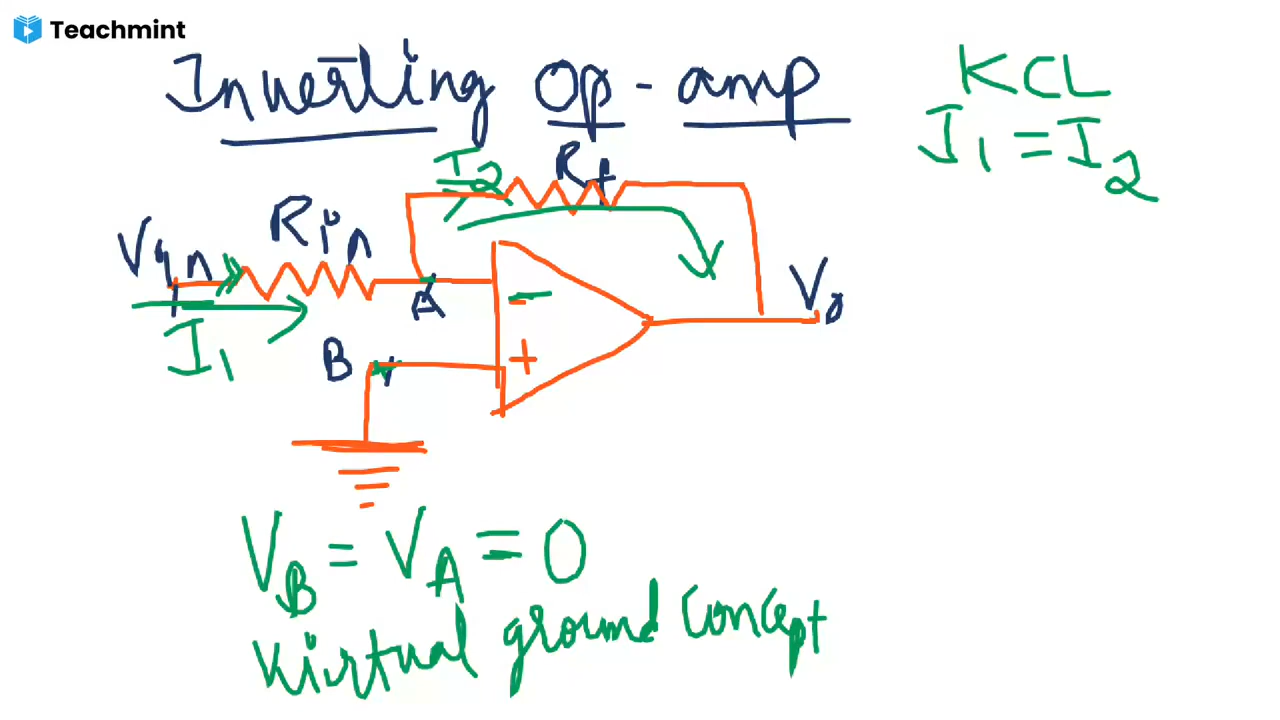 Teachmint
Inverting Op-amp
KCL
I1 = I2
I2
Rf
Rin
Vin
A
-
Vo
I1
B
+
VB = VA = 0
Virtual ground concept